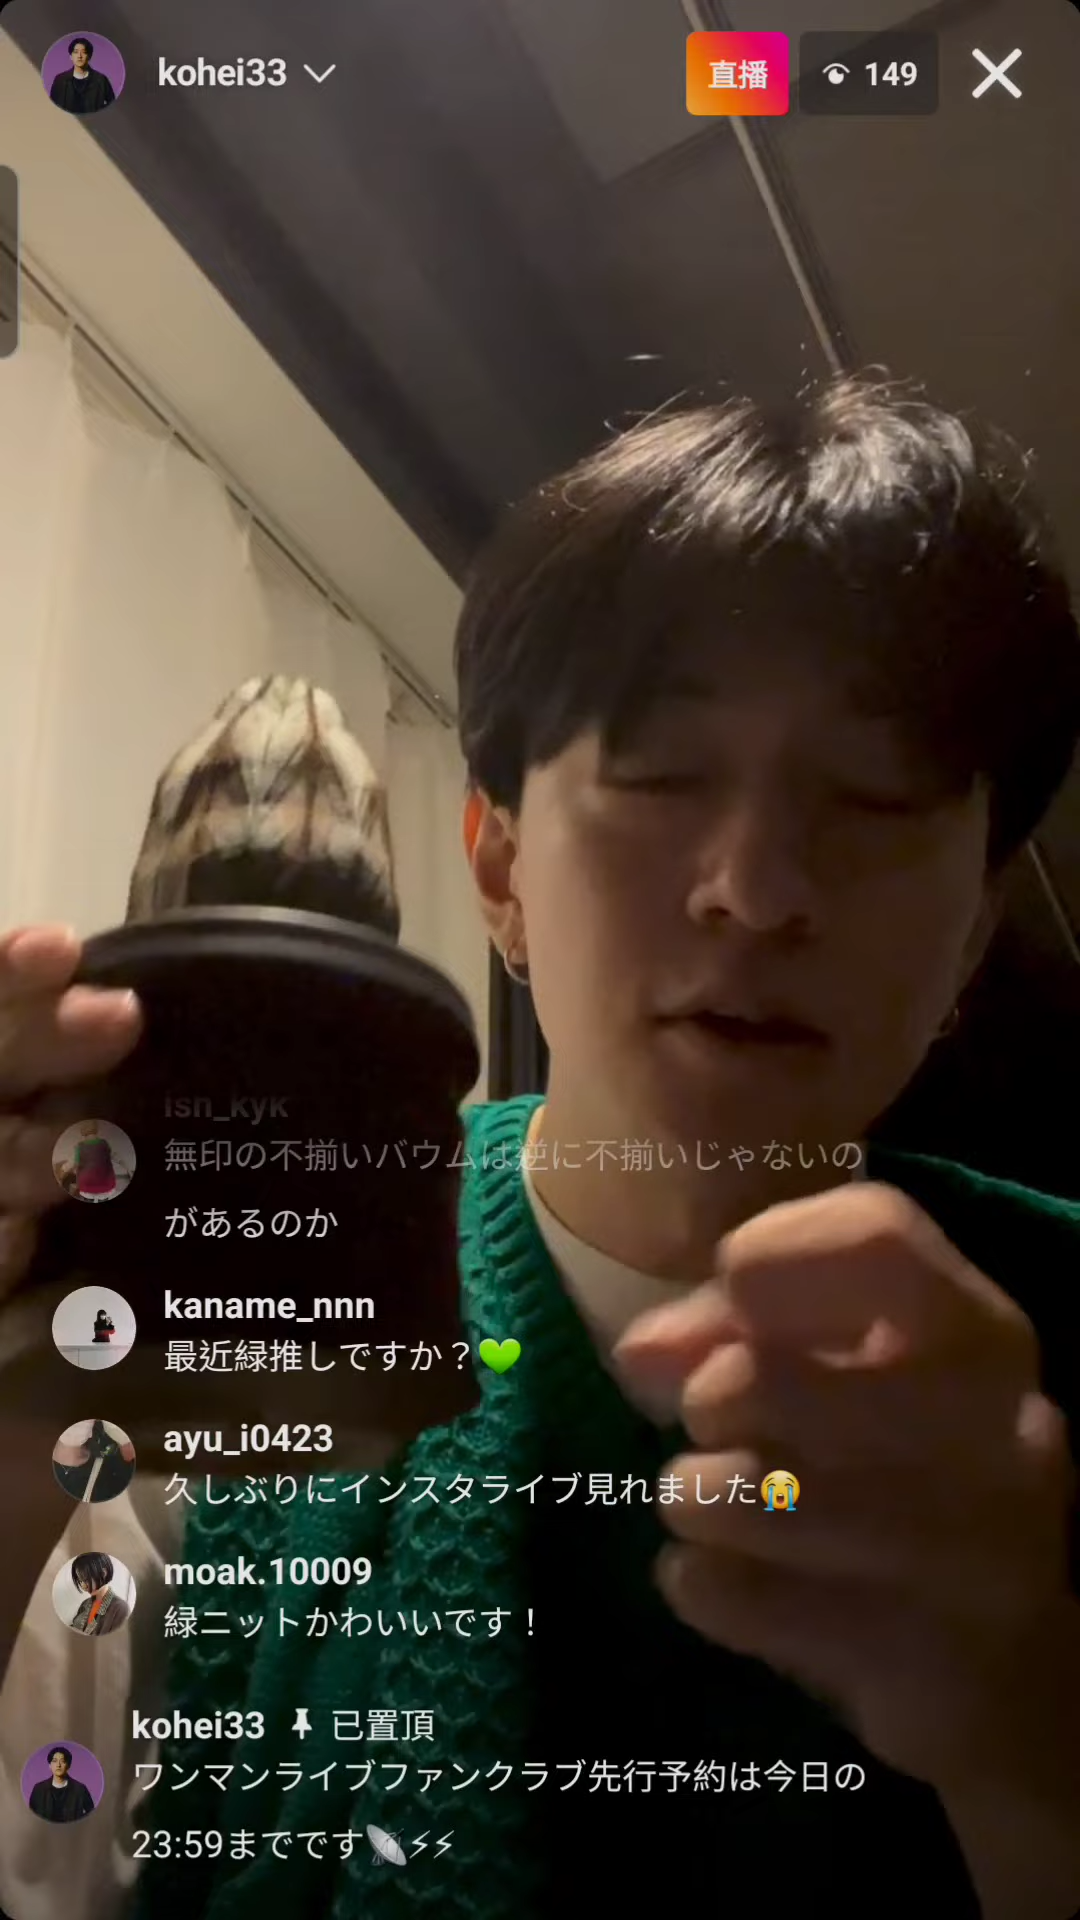 kohei33
直播
149
isn_kyk
無印の不揃いバウムは逆に不揃いじゃないの
があるのか
kaname_nnn
最近緑推しですか？💚
ayu_i0423
久しぶりにインスタライブ見れました😭
moak.10009
緑ニットかわいいです！
kohei33 📌 已置頂
ワンマンライブファンクラブ先行予約は今日の
23:59までです📡⚡⚡